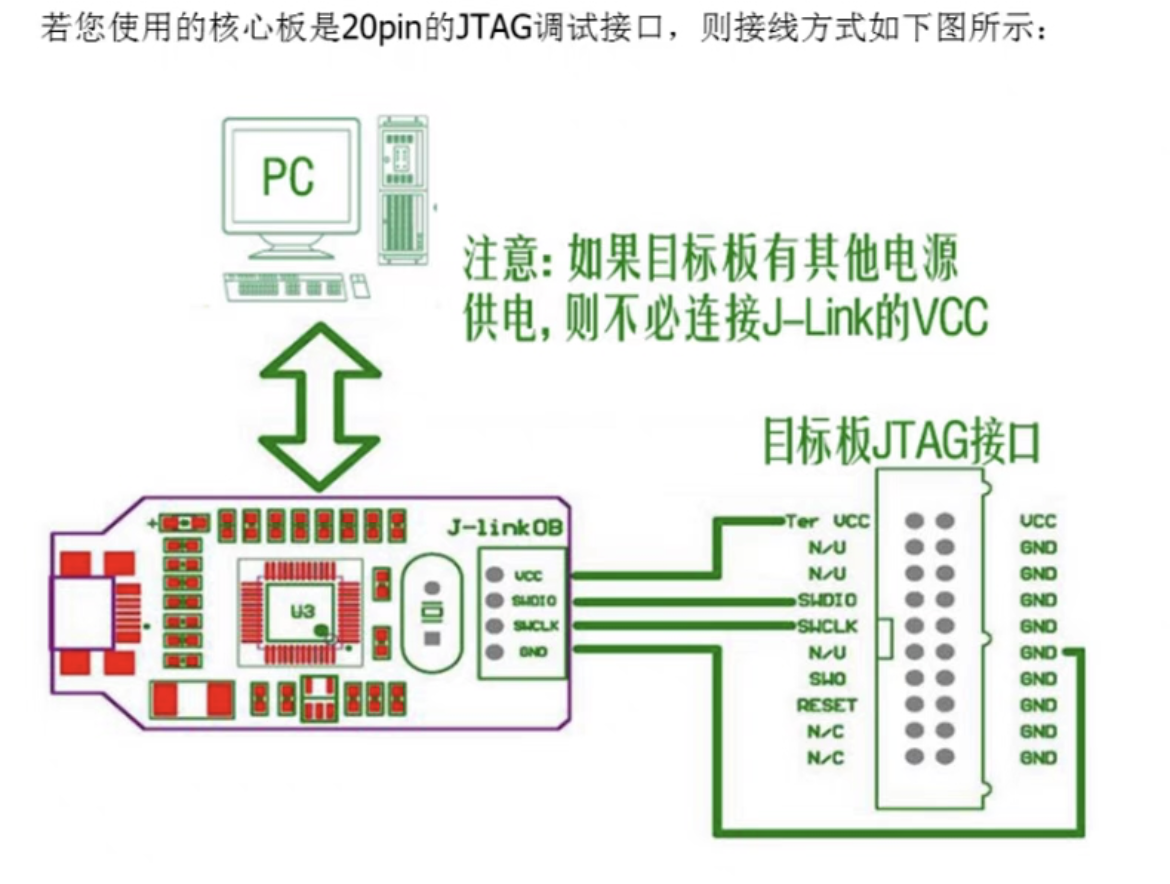 若您使用的核心板是20pin的JTAG调试接口，则接线方式如下图所示：
PC
注意：如果目标板有其他电源
供电，则不必连接J-Link的VCC
目标板JTAG接口
J-linkOB
+
U3
VCC
SWDIO
SWCLK
GND
Ter VCC
N/U
N/U
SWDIO
SWCLK
N/U
SWO
RESET
N/C
N/C
VCC
GND
GND
GND
GND
GND
GND
GND
GND
GND